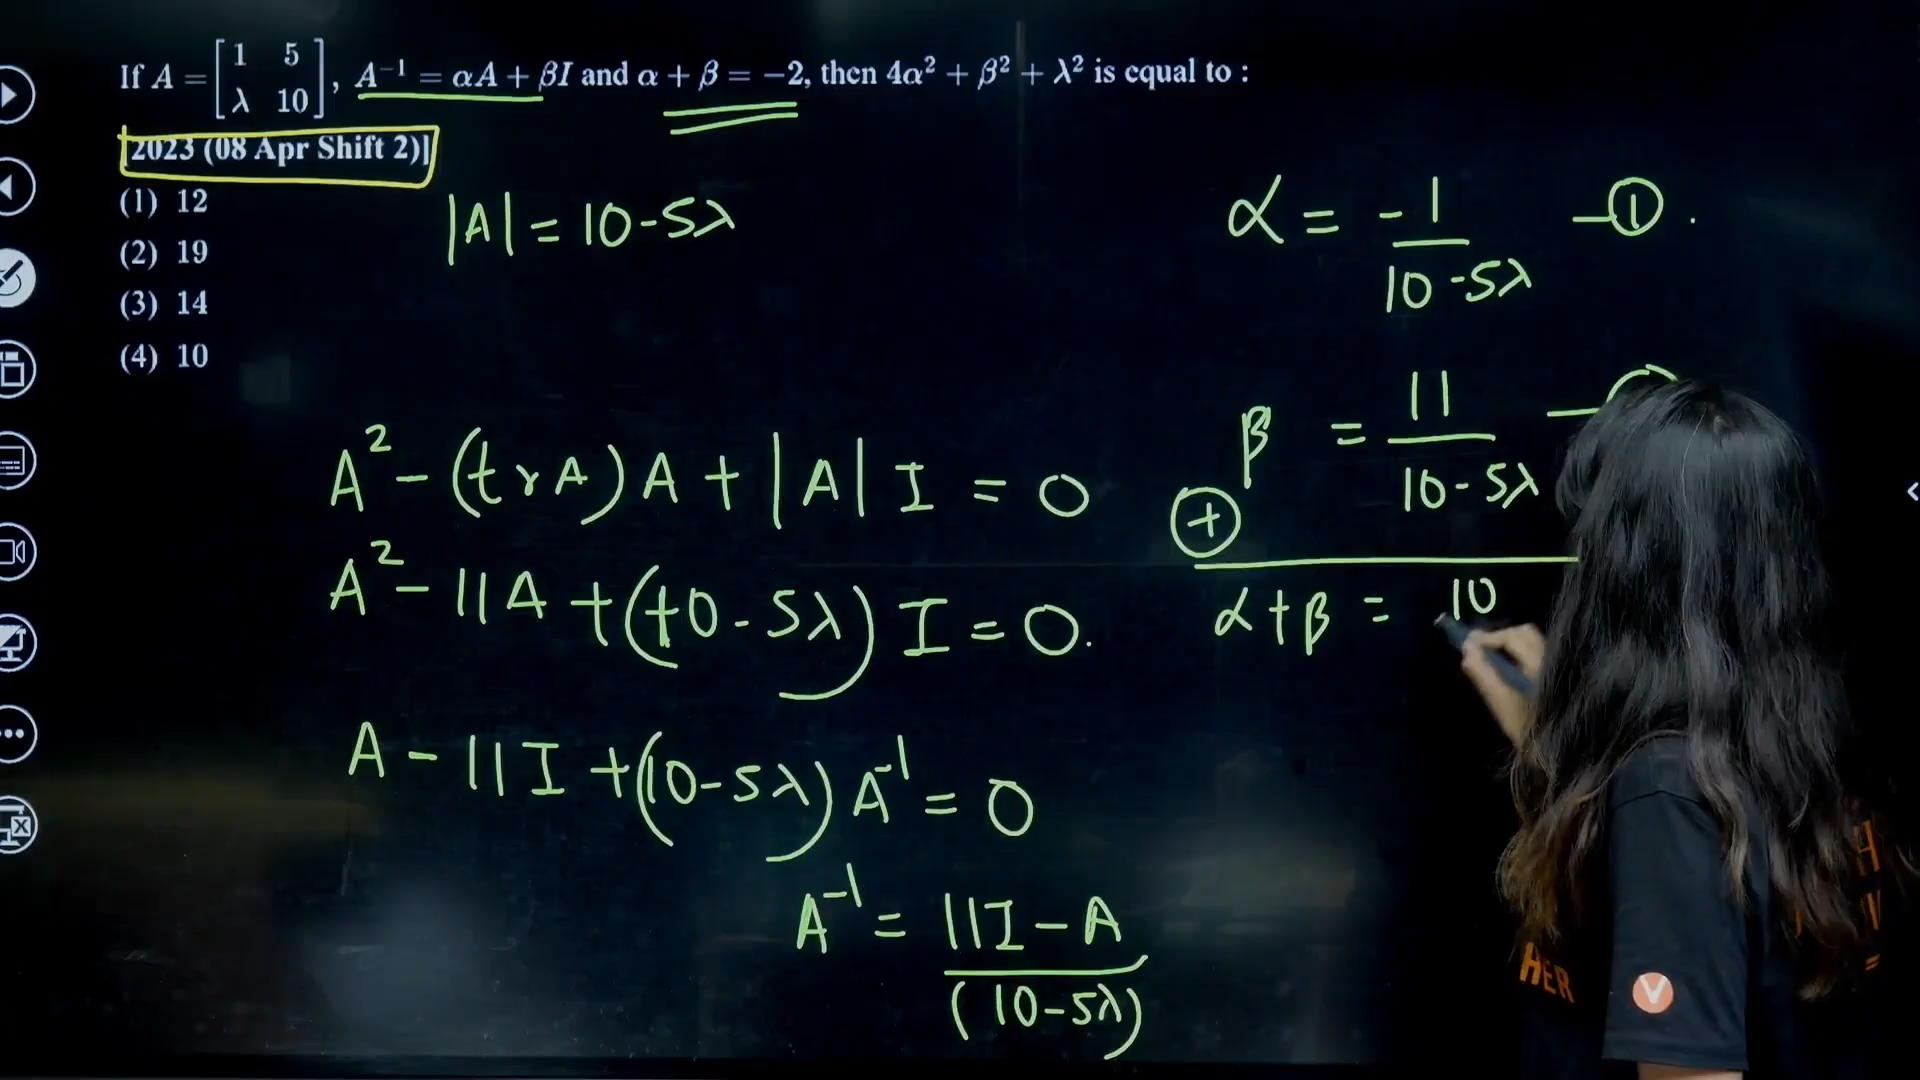 If A = [1 5; λ 10], A⁻¹ = αA + βI and α + β = −2, then 4α² + β² + λ² is equal to :
[2023 (08 Apr Shift 2)]
(1) 12
(2) 19
(3) 14
(4) 10
|A| = 10-5λ
A² - (trA)A + |A| I = 0
A² - 11A + (10-5λ) I = 0.
A - 11I + (10-5λ) A⁻¹ = 0
A⁻¹ = 11I - A / (10-5λ)
α = -1 / 10-5λ —①.
β = 11 / 10-5λ
⊕
α+β = 10
HER
V